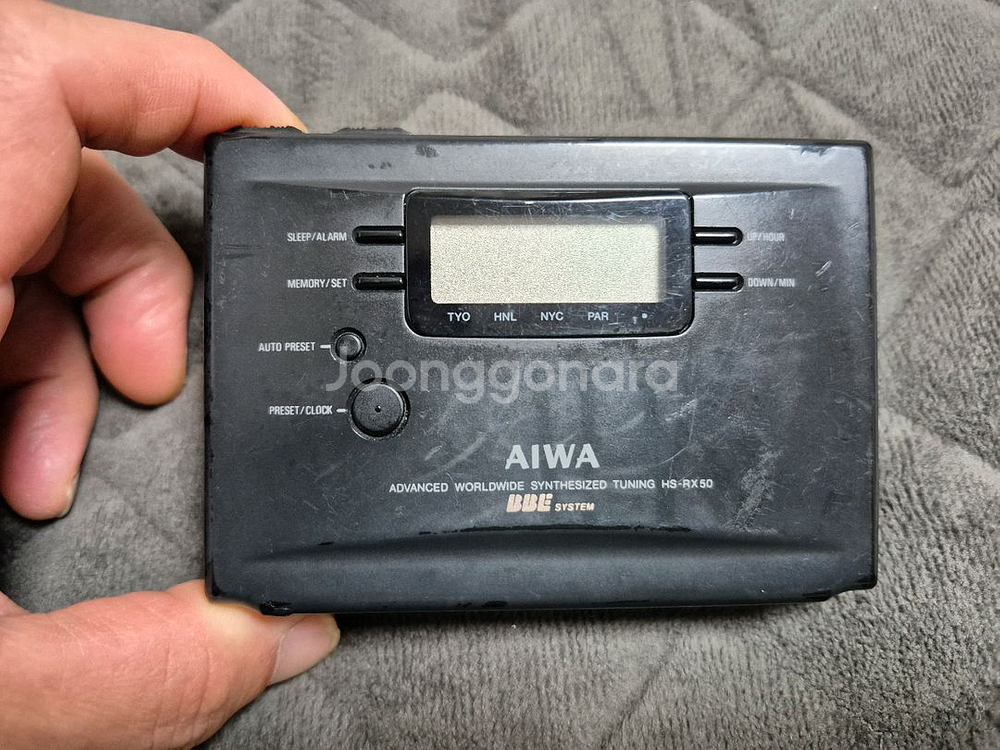 SLEEP/ALARM
UP/HOUR
MEMORY/SET
DOWN/MIN
TYO HNL NYC PAR
AUTO PRESET
Joonggonara
PRESET/CLOCK
AIWA
ADVANCED WORLDWIDE SYNTHESIZED TUNING HS-RX50
BBE SYSTEM